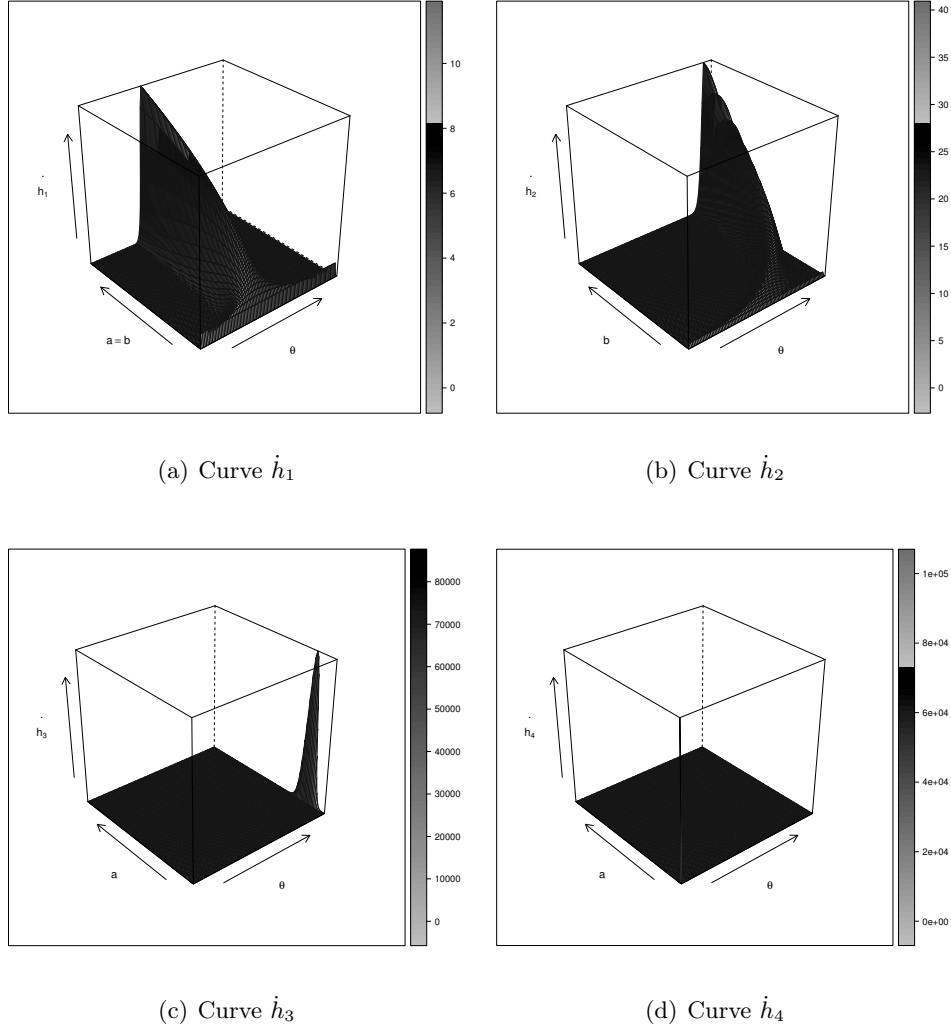 10
8
6
4
2
0
ḣ1
a = b
θ
40
35
30
25
20
15
10
5
0
ḣ2
b
θ
(a) Curve ḣ1
(b) Curve ḣ2
80000
70000
60000
50000
40000
30000
20000
10000
0
ḣ3
a
θ
1e+05
8e+04
6e+04
4e+04
2e+04
0e+00
ḣ4
a
θ
(c) Curve ḣ3
(d) Curve ḣ4